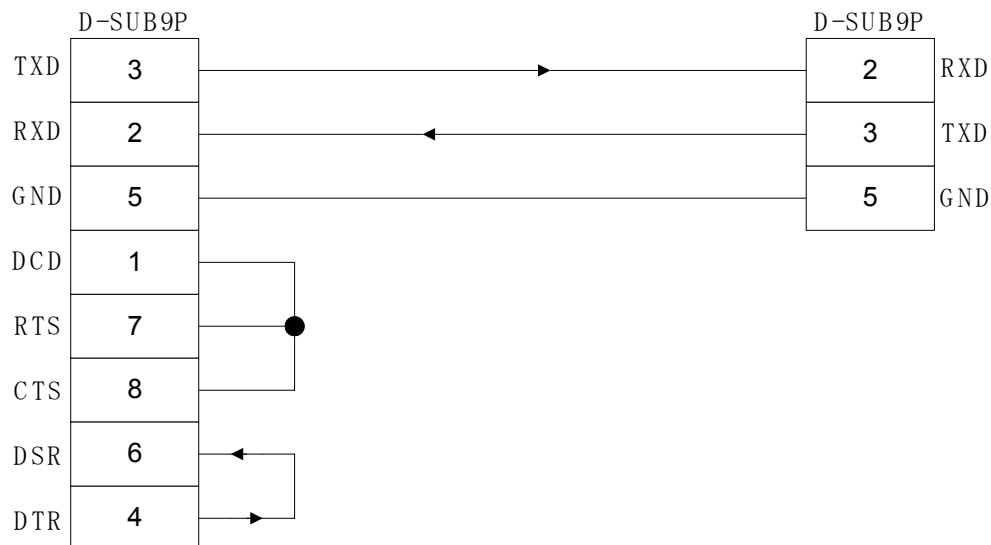 D-SUB9P D-SUB9P
TXD 3 2 RXD
RXD 2 3 TXD
GND 5 5 GND
DCD 1
RTS 7
CTS 8
DSR 6
DTR 4